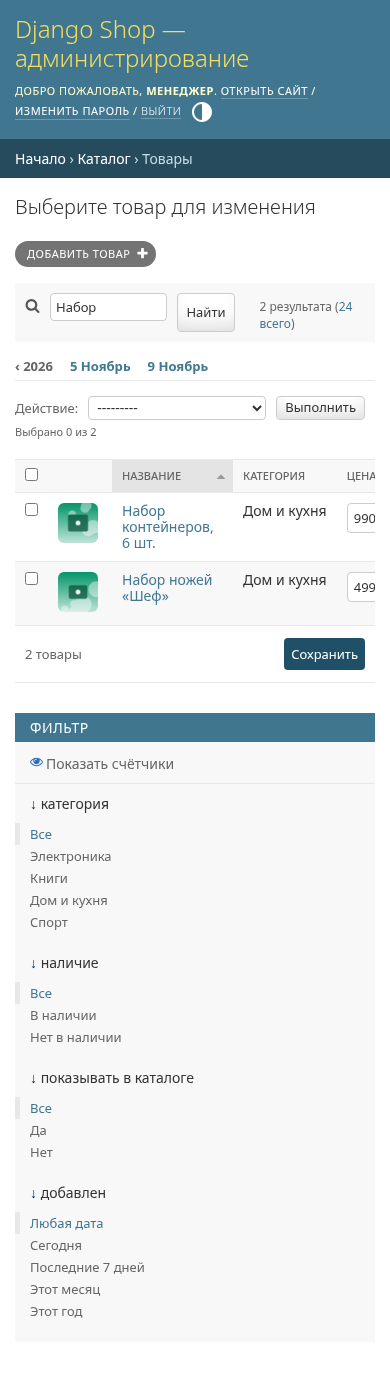 Django Shop —
администрирование
ДОБРО ПОЖАЛОВАТЬ, МЕНЕДЖЕР. ОТКРЫТЬ САЙТ /
ИЗМЕНИТЬ ПАРОЛЬ / ВЫЙТИ
Начало › Каталог › Товары
Выберите товар для изменения
ДОБАВИТЬ ТОВАР
Набор Найти 2 результата (24
всего)
‹ 2026 5 Ноябрь 9 Ноябрь
Действие: --------- Выполнить
Выбрано 0 из 2
НАЗВАНИЕ КАТЕГОРИЯ ЦЕНА
Набор Дом и кухня 990
контейнеров,
6 шт.
Набор ножей Дом и кухня 499
«Шеф»
2 товары Сохранить
ФИЛЬТР
Показать счётчики
↓ категория
Все
Электроника
Книги
Дом и кухня
Спорт
↓ наличие
Все
В наличии
Нет в наличии
↓ показывать в каталоге
Все
Да
Нет
↓ добавлен
Любая дата
Сегодня
Последние 7 дней
Этот месяц
Этот год